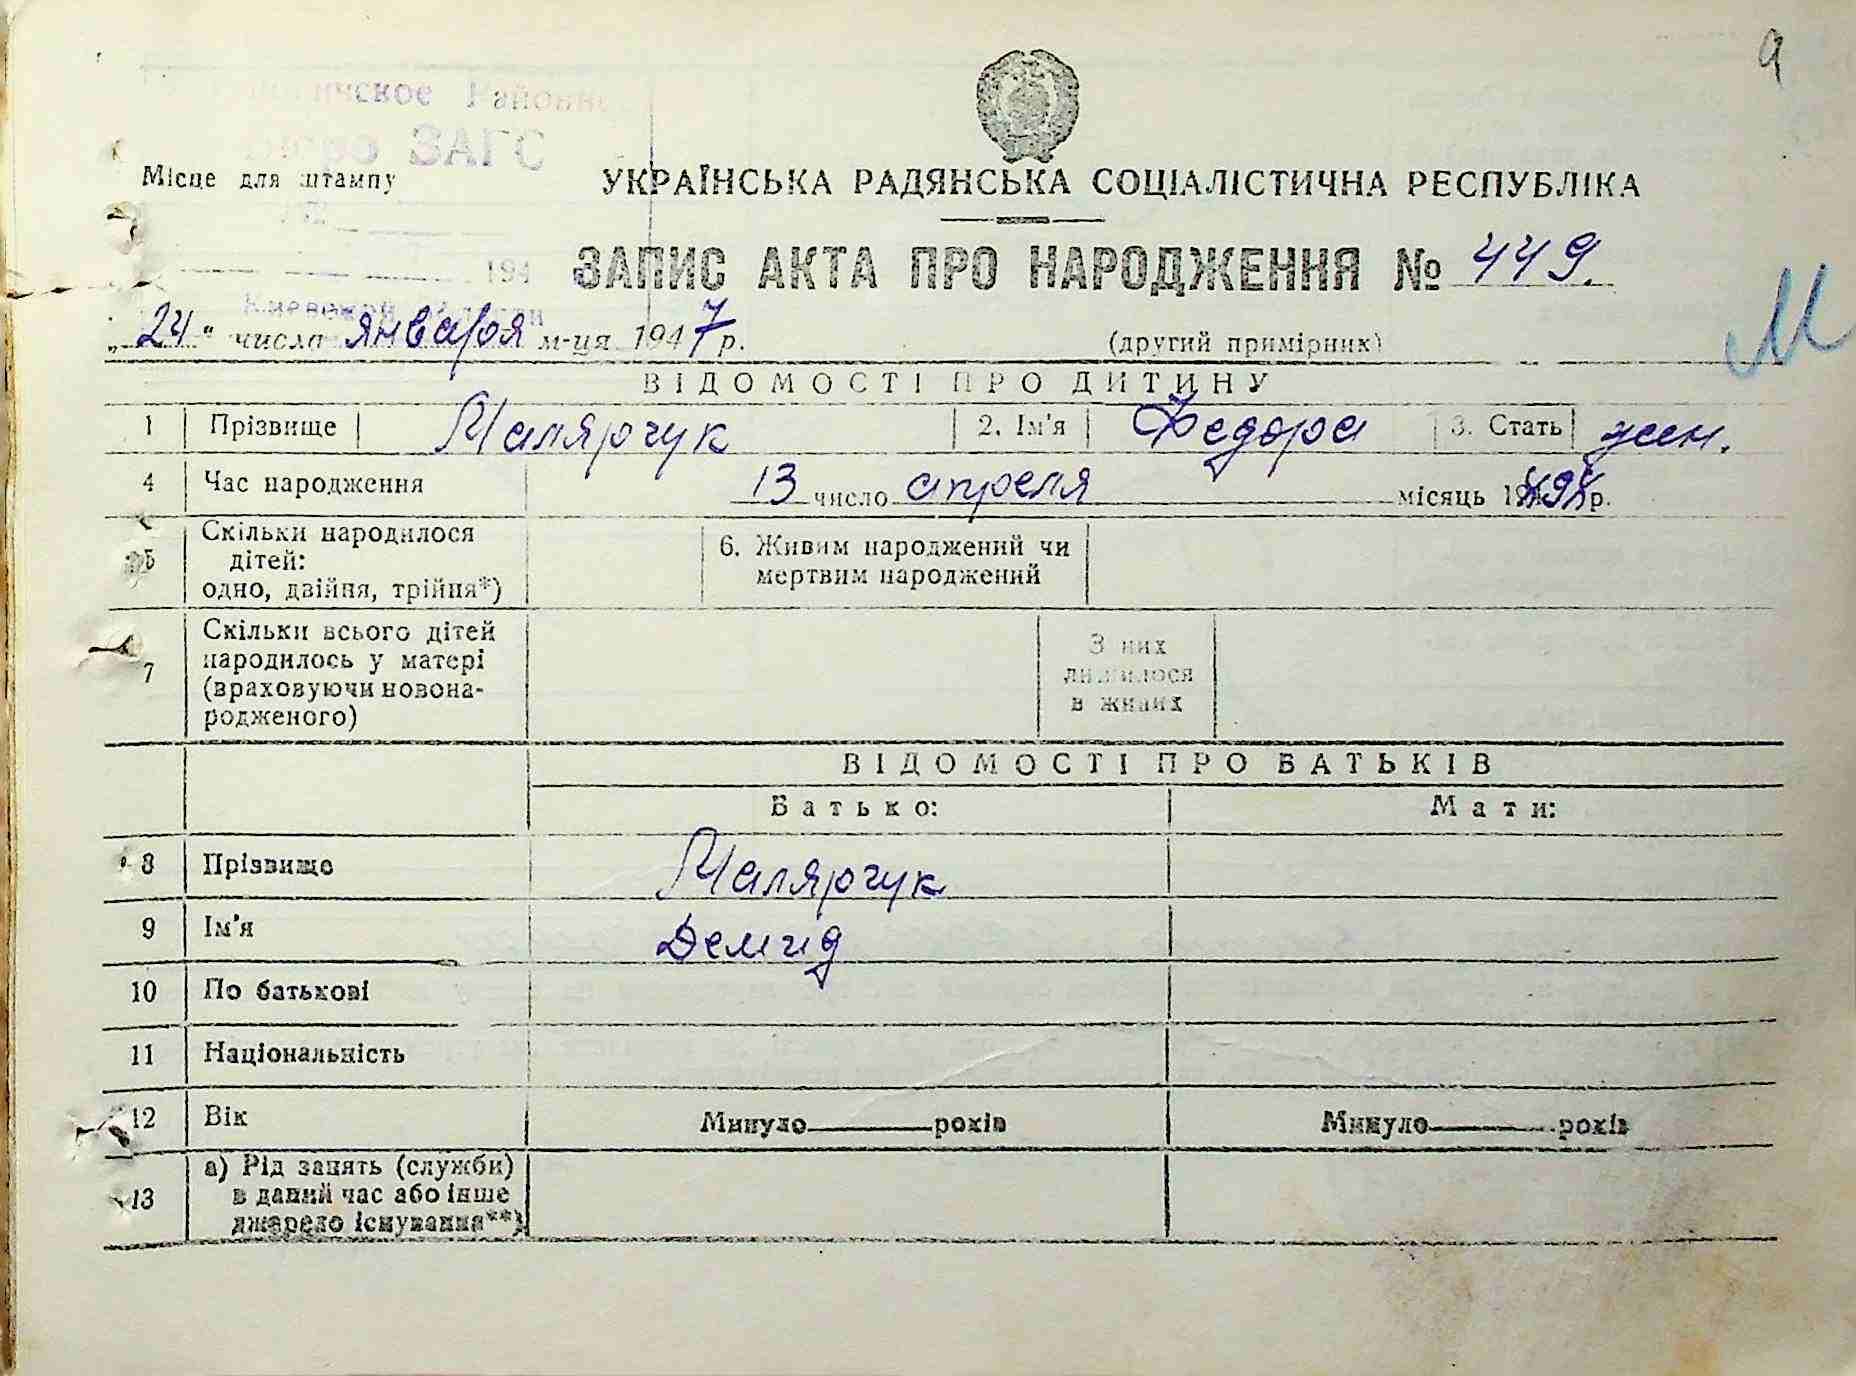 9
ЗАГС
Місце для штампу
УКРАЇНСЬКА РАДЯНСЬКА СОЦІАЛІСТИЧНА РЕСПУБЛІКА
194
ЗАПИС АКТА ПРО НАРОДЖЕННЯ № 449.
„24“ числа января м-ця 1947 р.
(другий примірник)
М
ВІДОМОСТІ ПРО ДИТИНУ
1 Прізвище Малярчук 2. Ім'я Федора 3. Стать жен.
4 Час народження 13 число апреля місяць р.
5 Скільки народилося
дітей:
одно, двійня, трійня*)
6. Живим народжений чи
мертвим народжений
7 Скільки всього дітей
народилось у матері
(враховуючи новона-
родженого)
З них
лишилося
в живих
ВІДОМОСТІ ПРО БАТЬКІВ
Батько: Мати:
8 Прізвище Малярчук
9 Ім'я Демид
10 По батькові
11 Національність
12 Вік Минуло років Минуло років
13 а) Рід занять (служби)
в даний час або інше
джерело існування**)